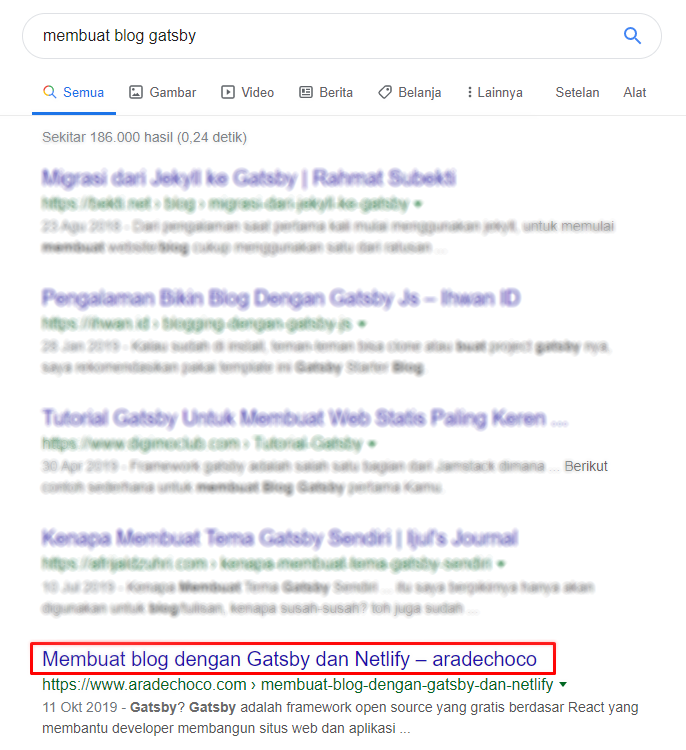 membuat blog gatsby
Semua Gambar Video Berita Belanja Lainnya Setelan Alat
Sekitar 186.000 hasil (0,24 detik)
Migrasi dari Jekyll ke Gatsby | Rahmat Subekti
https://bekti.net › blog › migrasi-dari-jekyll-ke-gatsby
23 Agu 2018 - Dari pengalaman saat pertama kali mulai menggunakan jekyll, untuk memulai
membuat website/blog cukup menggunakan satu dari ratusan ...
Pengalaman Bikin Blog Dengan Gatsby Js – Ihwan ID
https://ihwan.id › blogging-dengan-gatsby-js
28 Jan 2019 - Kalau sudah di install, teman-teman bisa clone atau buat project gatsby nya,
saya rekomendasikan pakai template ini Gatsby Starter Blog.
Tutorial Gatsby Untuk Membuat Web Statis Paling Keren ...
https://www.digimoclub.com › Tutorial-Gatsby
30 Apr 2019 - Framework gatsby adalah salah satu bagian dari Jamstack dimana ... Berikut
contoh sederhana untuk membuat Blog Gatsby pertama Kamu.
Kenapa Membuat Tema Gatsby Sendiri | Ijul's Journal
https://afrijaldzuhri.com › kenapa-membuat-tema-gatsby-sendiri
10 Jul 2019 - Kenapa Membuat Tema Gatsby Sendiri ... itu saya berpikirnya hanya akan
digunakan untuk blog/tulisan, kenapa susah-susah? toh juga sudah ...
Membuat blog dengan Gatsby dan Netlify – aradechoco
https://www.aradechoco.com › membuat-blog-dengan-gatsby-dan-netlify
11 Okt 2019 - Gatsby? Gatsby adalah framework open source yang gratis berdasar React yang
membantu developer membangun situs web dan aplikasi ...